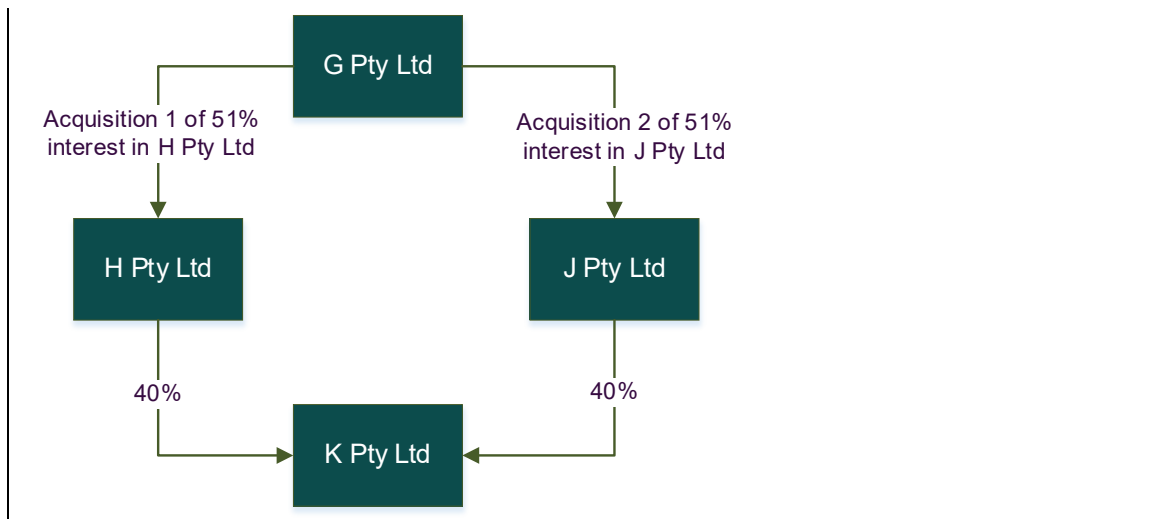 G Pty Ltd
Acquisition 1 of 51%
interest in H Pty Ltd
Acquisition 2 of 51%
interest in J Pty Ltd
H Pty Ltd
J Pty Ltd
40%
40%
K Pty Ltd